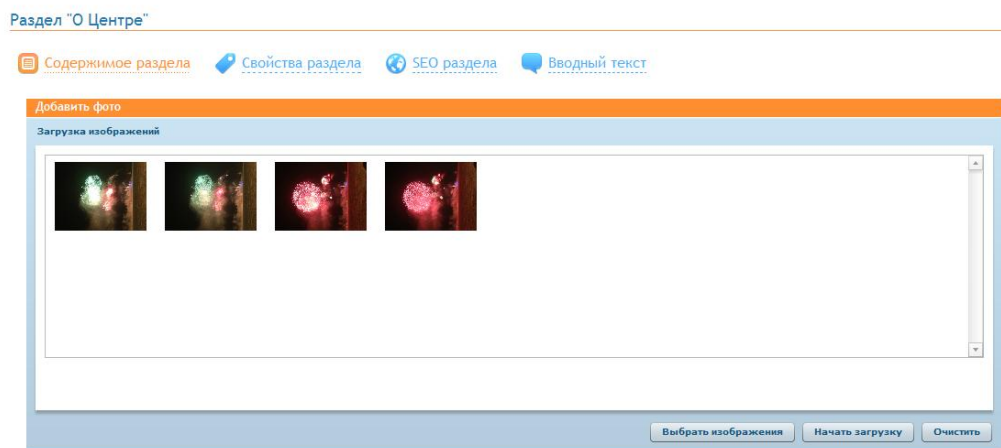 Раздел "О Центре"
Содержимое раздела Свойства раздела SEO раздела Вводный текст
Добавить фото
Загрузка изображений
Выбрать изображения Начать загрузку Очистить